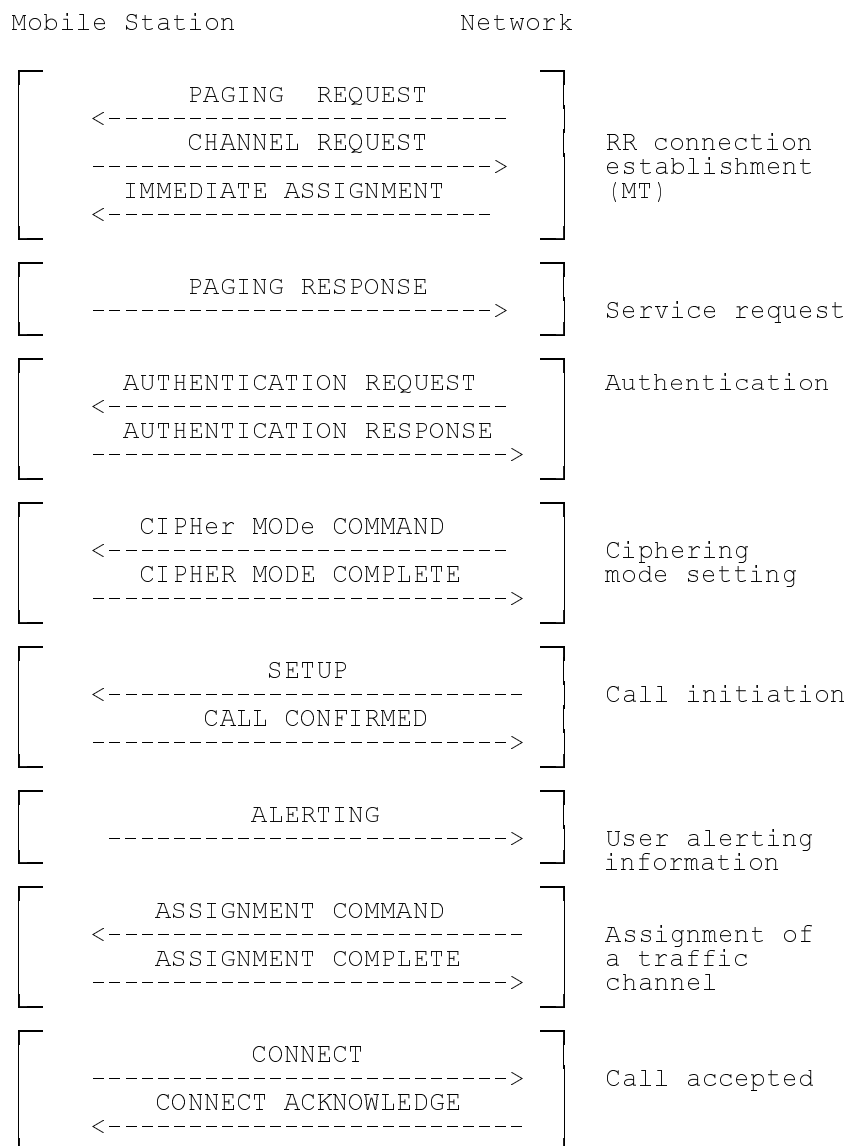 Mobile Station Network
PAGING REQUEST
<-------------------------
CHANNEL REQUEST RR connection
-------------------------> establishment
IMMEDIATE ASSIGNMENT (MT)
<------------------------
PAGING RESPONSE
-------------------------> Service request
AUTHENTICATION REQUEST Authentication
<-------------------------
AUTHENTICATION RESPONSE
-------------------------->
CIPHer MODe COMMAND
<------------------------- Ciphering
CIPHER MODE COMPLETE mode setting
-------------------------->
SETUP
<-------------------------- Call initiation
CALL CONFIRMED
-------------------------->
ALERTING
-------------------------> User alerting
information
ASSIGNMENT COMMAND
<-------------------------- Assignment of
ASSIGNMENT COMPLETE a traffic
--------------------------> channel
CONNECT
--------------------------> Call accepted
CONNECT ACKNOWLEDGE
<--------------------------